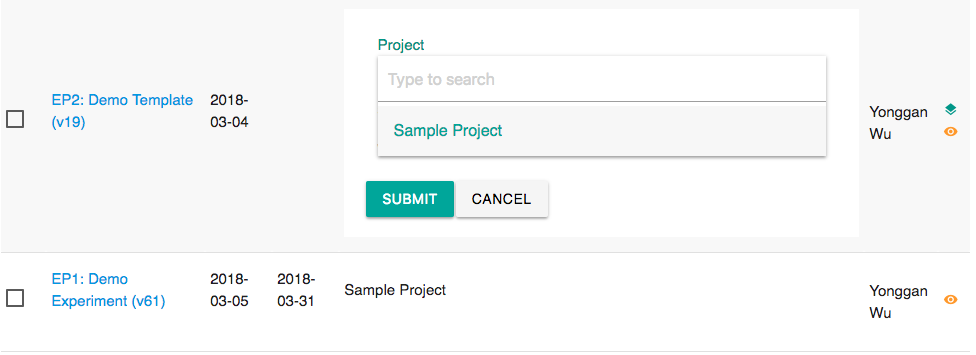 Project
Type to search
EP2: Demo Template
(v19)
2018-
03-04
Sample Project
Yonggan
Wu
SUBMIT
CANCEL
EP1: Demo
Experiment (v61)
2018-
03-05
2018-
03-31
Sample Project
Yonggan
Wu